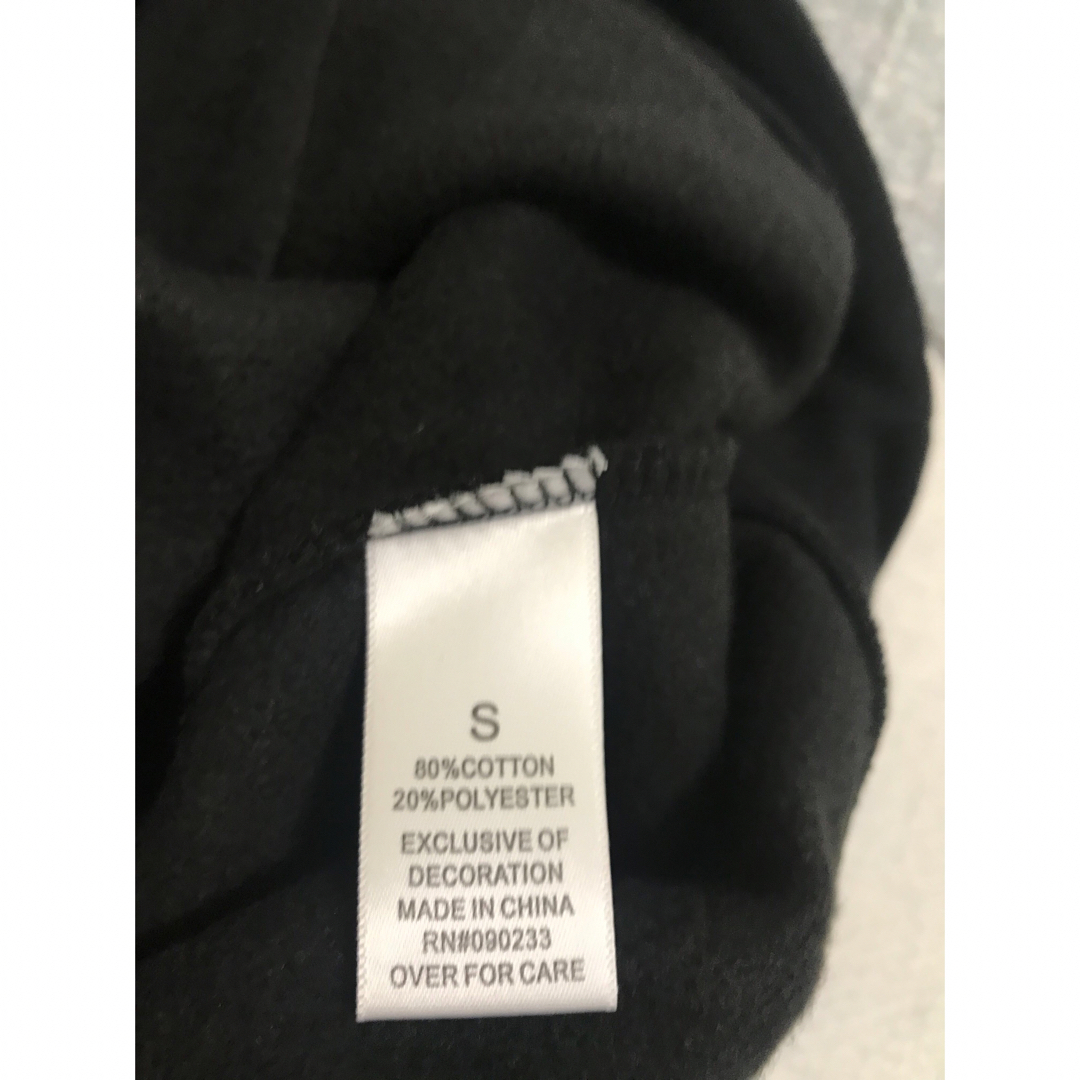 S
80%COTTON
20%POLYESTER
EXCLUSIVE OF
DECORATION
MADE IN CHINA
RN#090233
OVER FOR CARE